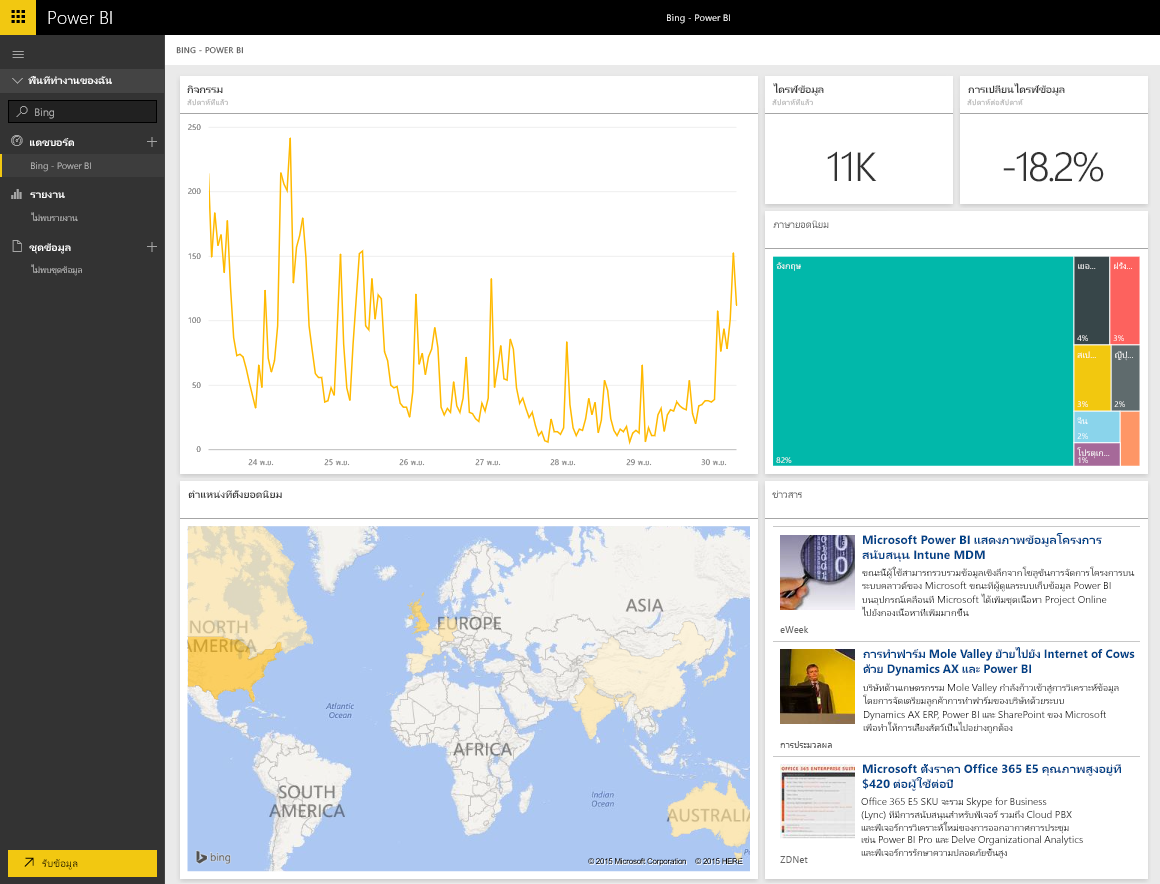 Power BI
Bing - Power BI
พื้นที่ทำงานของฉัน
Bing
แดชบอร์ด
Bing - Power BI
รายงาน
ไม่พบรายงาน
ชุดข้อมูล
ไม่พบชุดข้อมูล
รับข้อมูล
BING - POWER BI
กิจกรรม
สัปดาห์ที่แล้ว
250
200
150
100
50
0
24 พ.ย.
25 พ.ย.
26 พ.ย.
27 พ.ย.
28 พ.ย.
29 พ.ย.
30 พ.ย.
ไดรฟ์ข้อมูล
สัปดาห์ที่แล้ว
11K
การเปลี่ยนไดรฟ์ข้อมูล
สัปดาห์ต่อสัปดาห์
-18.2%
ภาษายอดนิยม
อังกฤษ
82%
เยอ...
4%
ฝรั่ง...
3%
สเป...
3%
ญี่ปุ...
2%
จีน
2%
โปรตุเก...
1%
ตำแหน่งที่ตั้งยอดนิยม
NORTH
AMERICA
EUROPE
ASIA
Atlantic
Ocean
AFRICA
SOUTH
AMERICA
Indian
Ocean
AUSTRALIA
bing
© 2015 Microsoft Corporation © 2015 HERE
ข่าวสาร
Microsoft Power BI แสดงภาพข้อมูลโครงการ
สนับสนุน Intune MDM
ขณะนี้ผู้ใช้สามารถรวบรวมข้อมูลเชิงลึกจากโซลูชันการจัดการโครงการบน
ระบบคลาวด์ของ Microsoft ขณะที่ผู้ดูแลระบบเก็บข้อมูล Power BI
บนอุปกรณ์เคลื่อนที่ Microsoft ได้เพิ่มชุดเนื้อหา Project Online
ไปยังกองเนื้อหาที่เพิ่มมากขึ้น
eWeek
การทำฟาร์ม Mole Valley ย้ายไปยัง Internet of Cows
ด้วย Dynamics AX และ Power BI
บริษัทด้านเกษตรกรรม Mole Valley กำลังก้าวเข้าสู่การวิเคราะห์ข้อมูล
โดยการจัดเตรียมลูกค้าการทำฟาร์มของบริษัทด้วยระบบ
Dynamics AX ERP, Power BI และ SharePoint ของ Microsoft
เพื่อทำให้การเลี้ยงสัตว์เป็นไปอย่างถูกต้อง
การประมวลผล
OFFICE 365 ENTERPRISE SUITE
Microsoft ตั้งราคา Office 365 E5 คุณภาพสูงอยู่ที่
$420 ต่อผู้ใช้ต่อปี
Office 365 E5 SKU จะรวม Skype for Business
(Lync) ที่มีการสนับสนุนสำหรับฟีเจอร์ รวมถึง Cloud PBX
และฟีเจอร์การวิเคราะห์ใหม่ของการออกอากาศการประชุม
เช่น Power BI Pro และ Delve Organizational Analytics
และฟีเจอร์การรักษาความปลอดภัยขั้นสูง
ZDNet